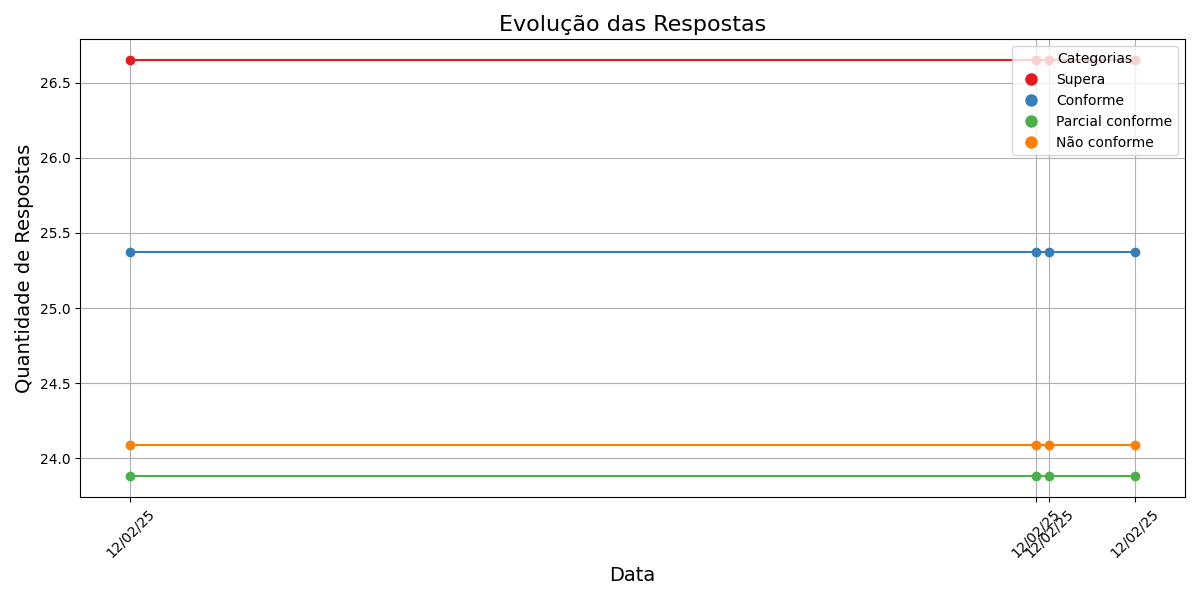 Evolução das Respostas
Quantidade de Respostas
26.5
26.0
25.5
25.0
24.5
24.0
Categorias
Supera
Conforme
Parcial conforme
Não conforme
12/02/25
12/02/25
12/02/25
12/02/25
Data